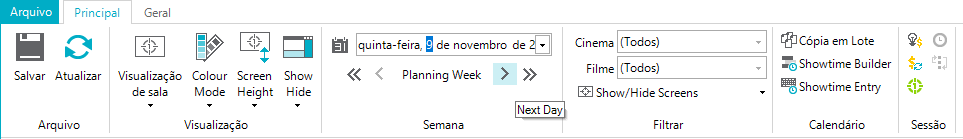 Arquivo Principal Geral
Salvar
Atualizar
Visualização
de sala
Colour
Mode
Screen
Height
Show
Hide
quinta-feira, 9 de novembro de 2
Planning Week
Next Day
Cinema (Todos)
Filme (Todos)
Show/Hide Screens
Cópia em Lote
Showtime Builder
Showtime Entry
Arquivo
Visualização
Semana
Filtrar
Calendário
Sessão